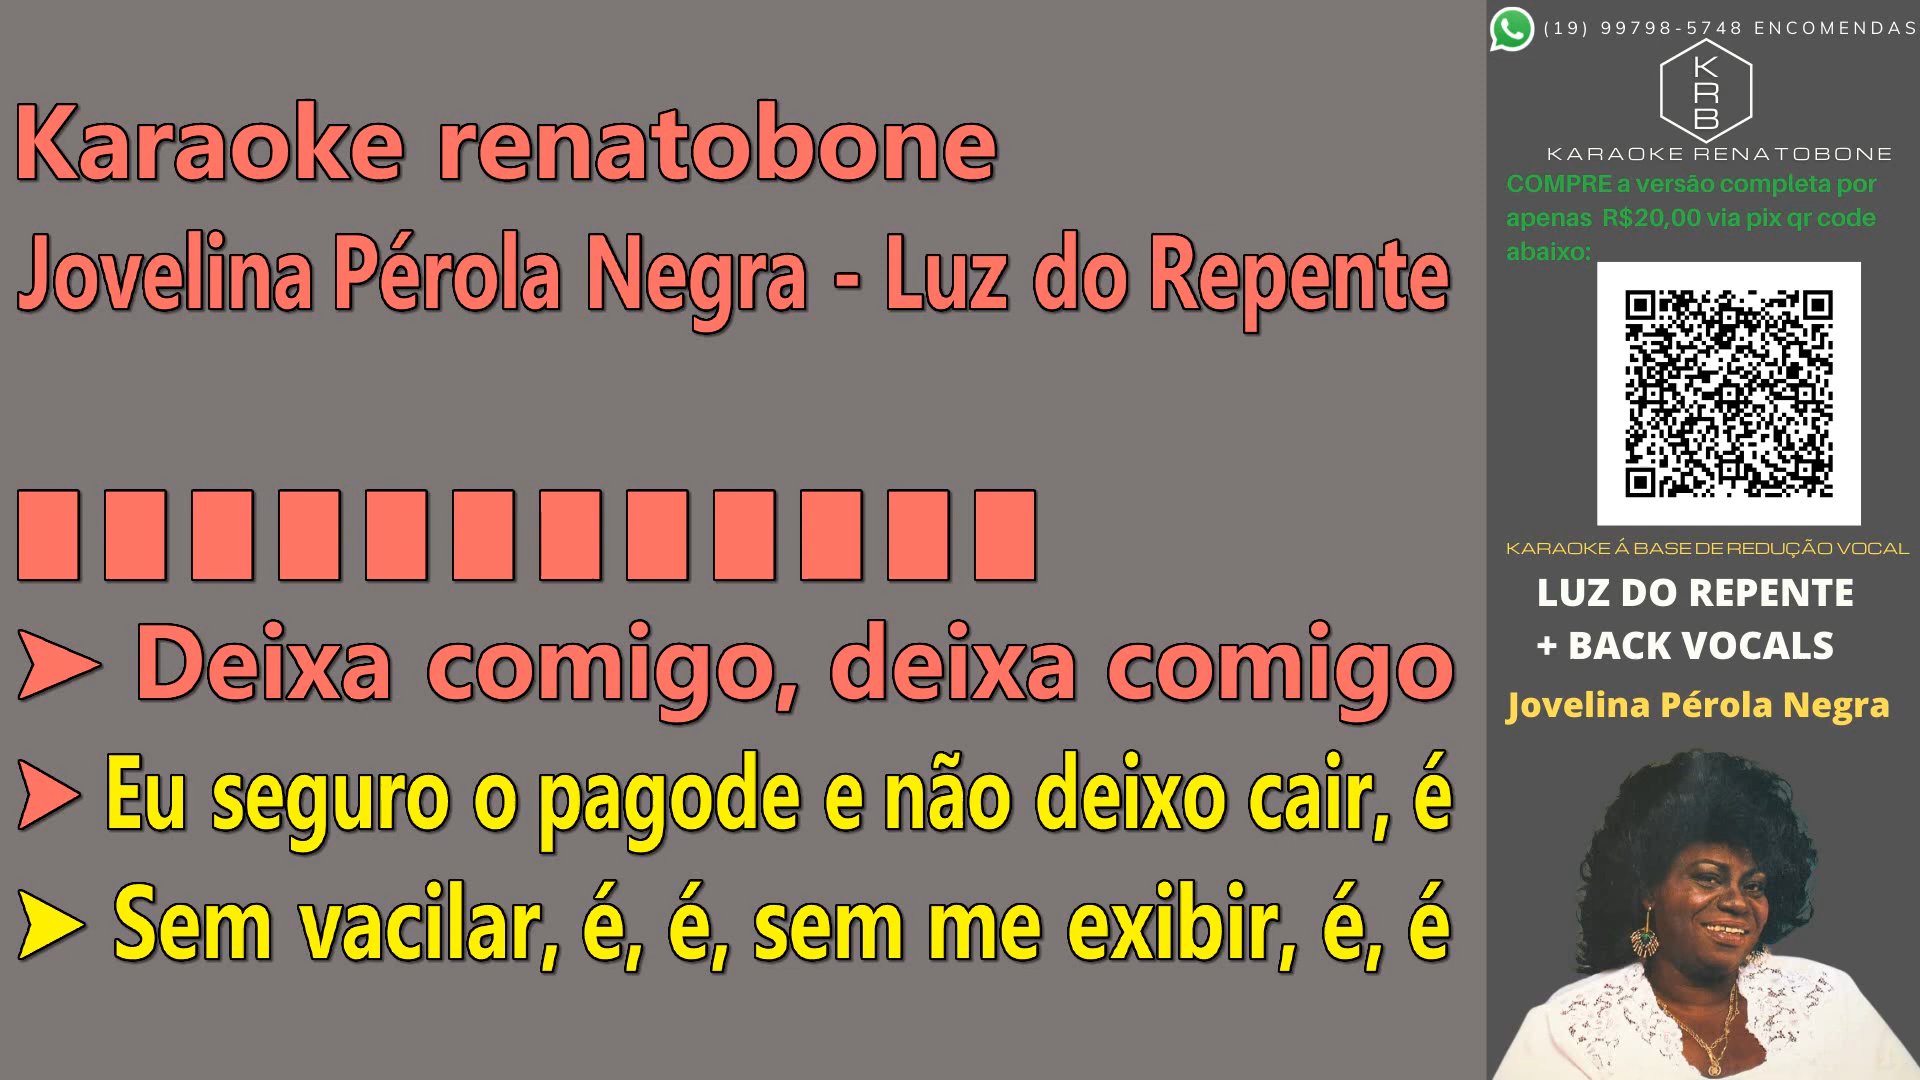 Karaoke renatobone
Jovelina Pérola Negra - Luz do Repente
➤ Deixa comigo, deixa comigo
➤ Eu seguro o pagode e não deixo cair, é
➤ Sem vacilar, é, é, sem me exibir, é, é
(19) 99798-5748 ENCOMENDAS
K
R
B
KARAOKE RENATOBONE
COMPRE a versão completa por
apenas R$20,00 via pix qr code
abaixo:
KARAOKE Á BASE DE REDUÇÃO VOCAL
LUZ DO REPENTE
+ BACK VOCALS
Jovelina Pérola Negra